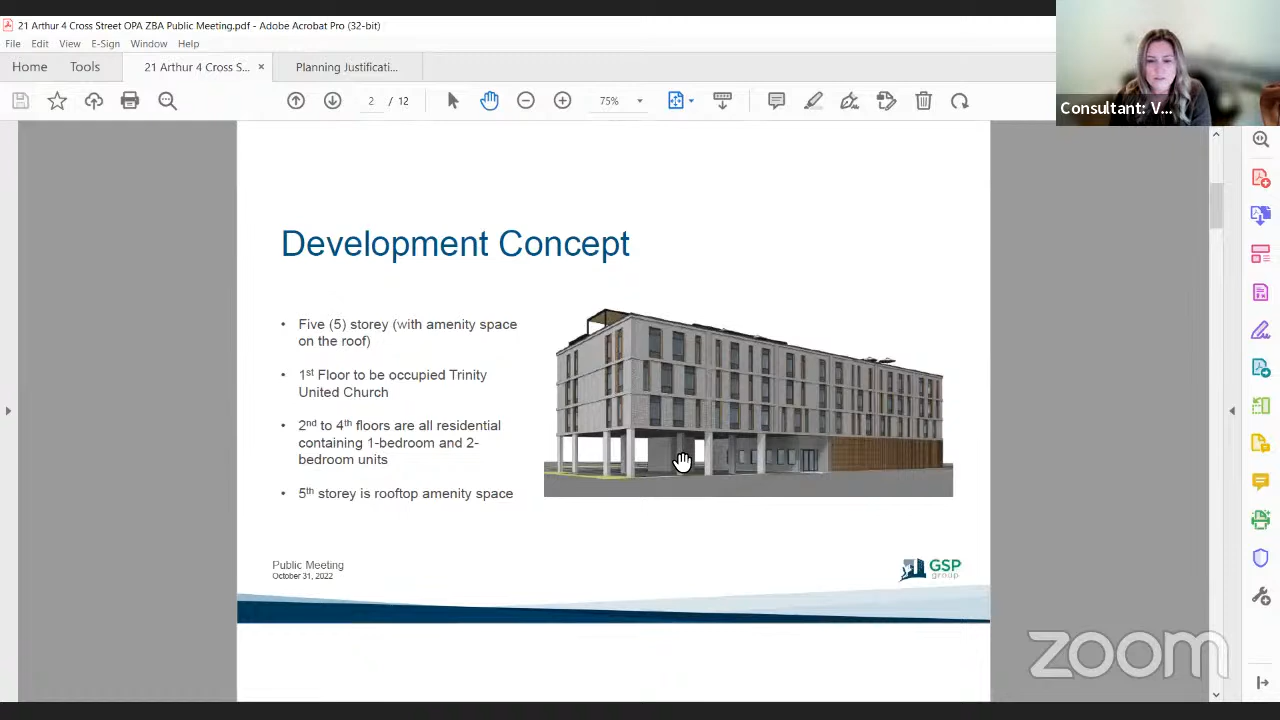 21 Arthur 4 Cross Street OPA ZBA Public Meeting.pdf - Adobe Acrobat Pro (32-bit)
File Edit View E-Sign Window Help
Home Tools 21 Arthur 4 Cross S... × Planning Justificati...
2 / 12 75%
Consultant: V...
Development Concept
• Five (5) storey (with amenity space
on the roof)
• 1st Floor to be occupied Trinity
United Church
• 2nd to 4th floors are all residential
containing 1-bedroom and 2-
bedroom units
• 5th storey is rooftop amenity space
Public Meeting
October 31, 2022
GSP
group
zoom